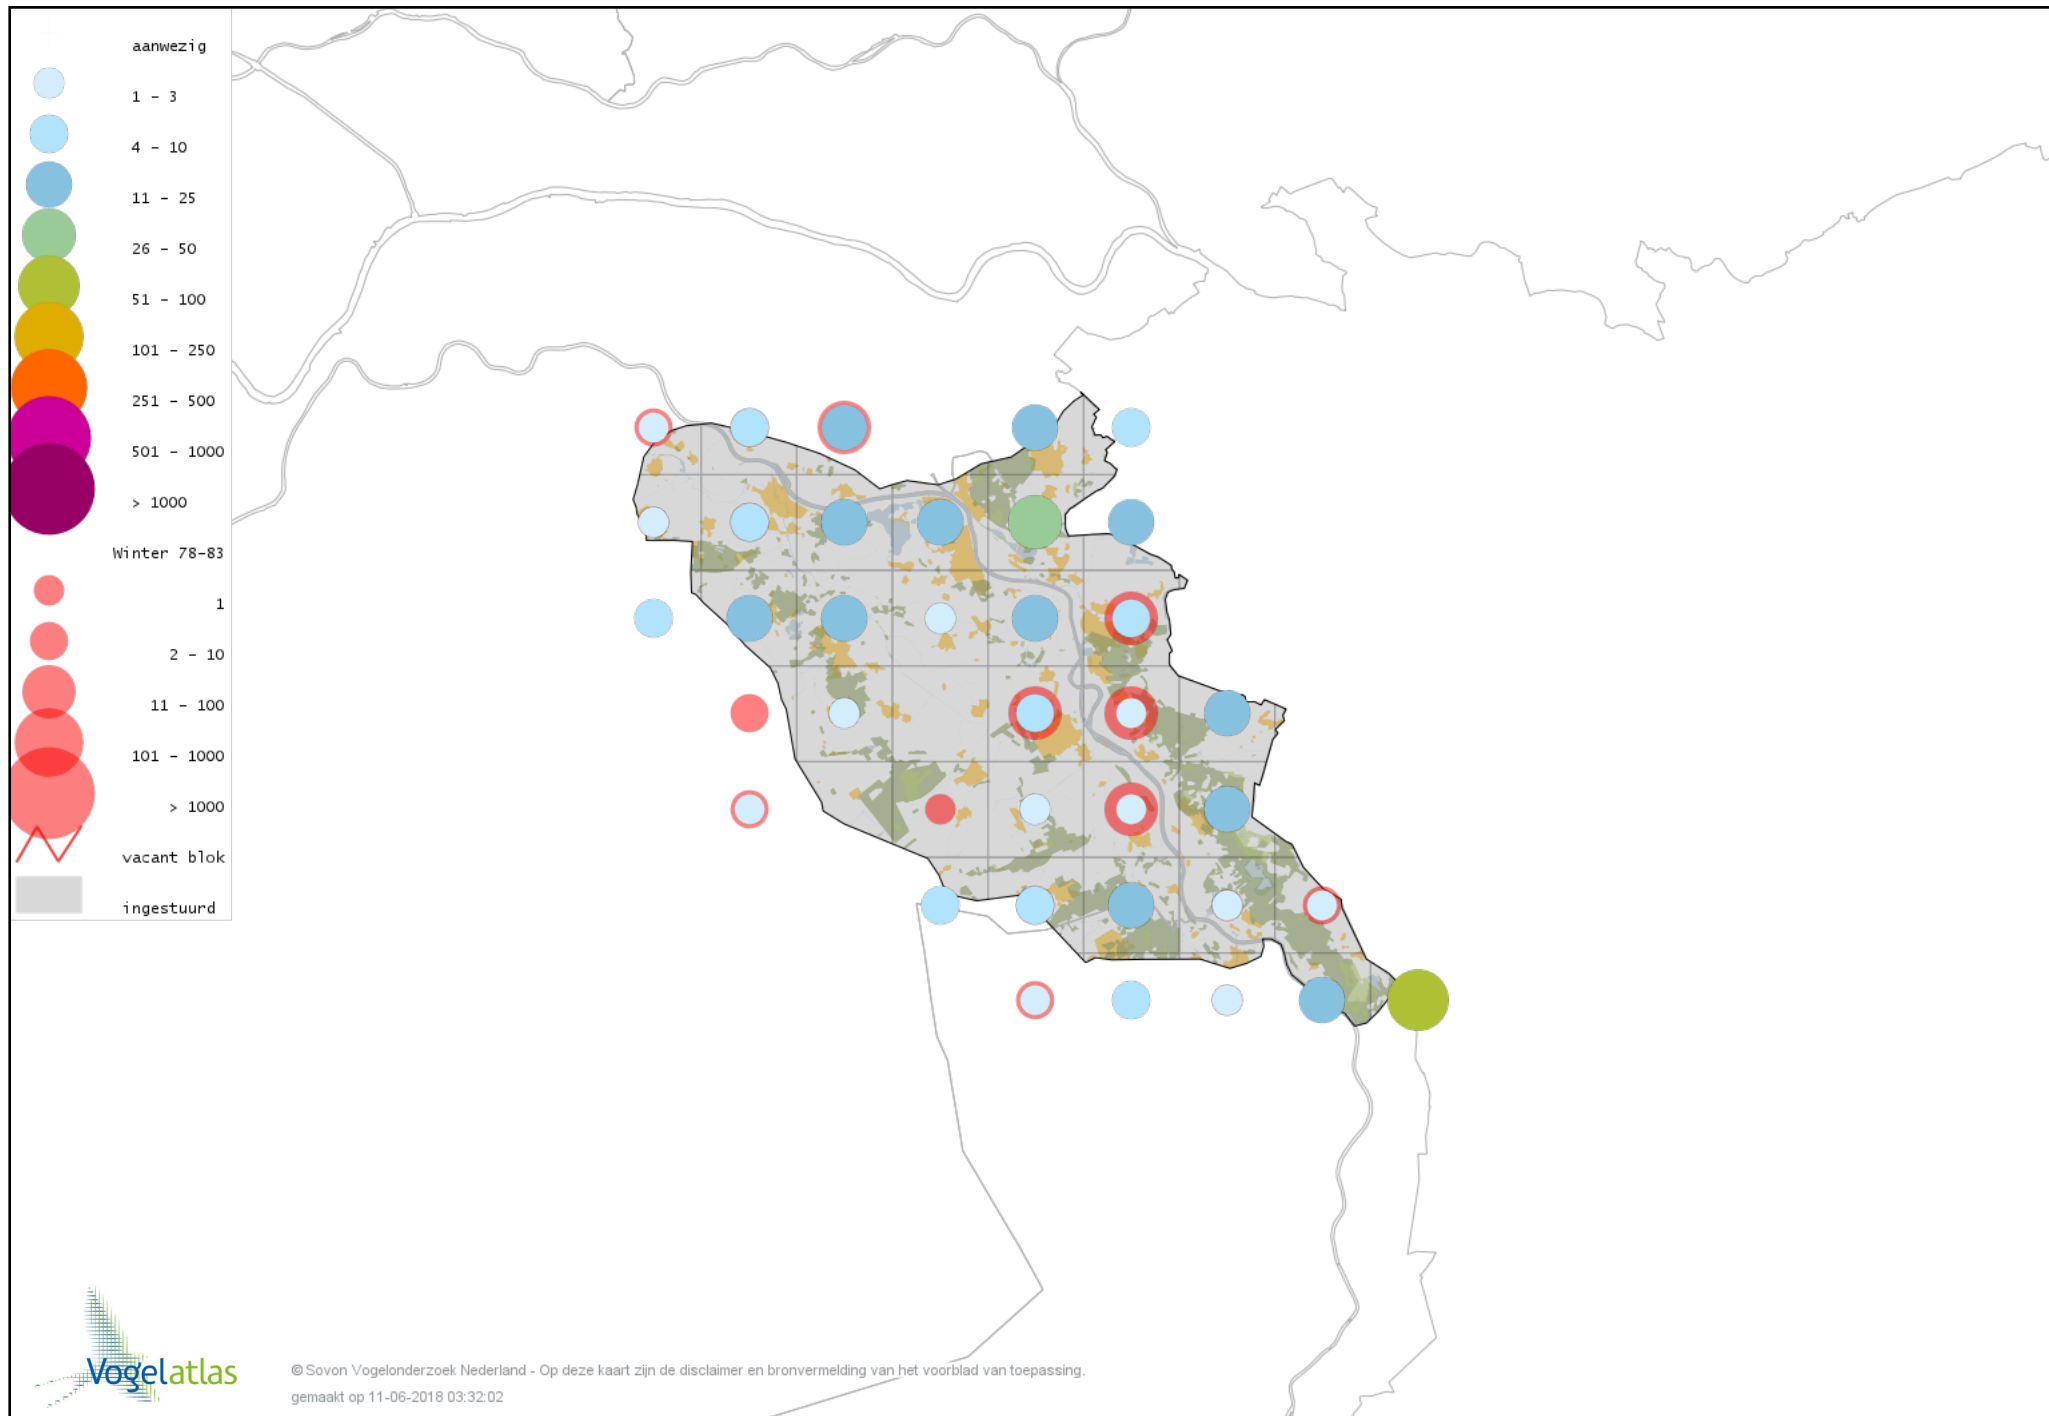 aanwezig
1 - 3
4 - 10
11 - 25
26 - 50
51 - 100
101 - 250
251 - 500
501 - 1000
> 1000
Winter 78-83
1
2 - 10
11 - 100
101 - 1000
> 1000
vacant blok
ingestuurd
Vogelatlas
© Sovon Vogelonderzoek Nederland - Op deze kaart zijn de disclaimer en bronvermelding van het voorblad van toepassing.
gemaakt op 11-06-2018 03:32:02